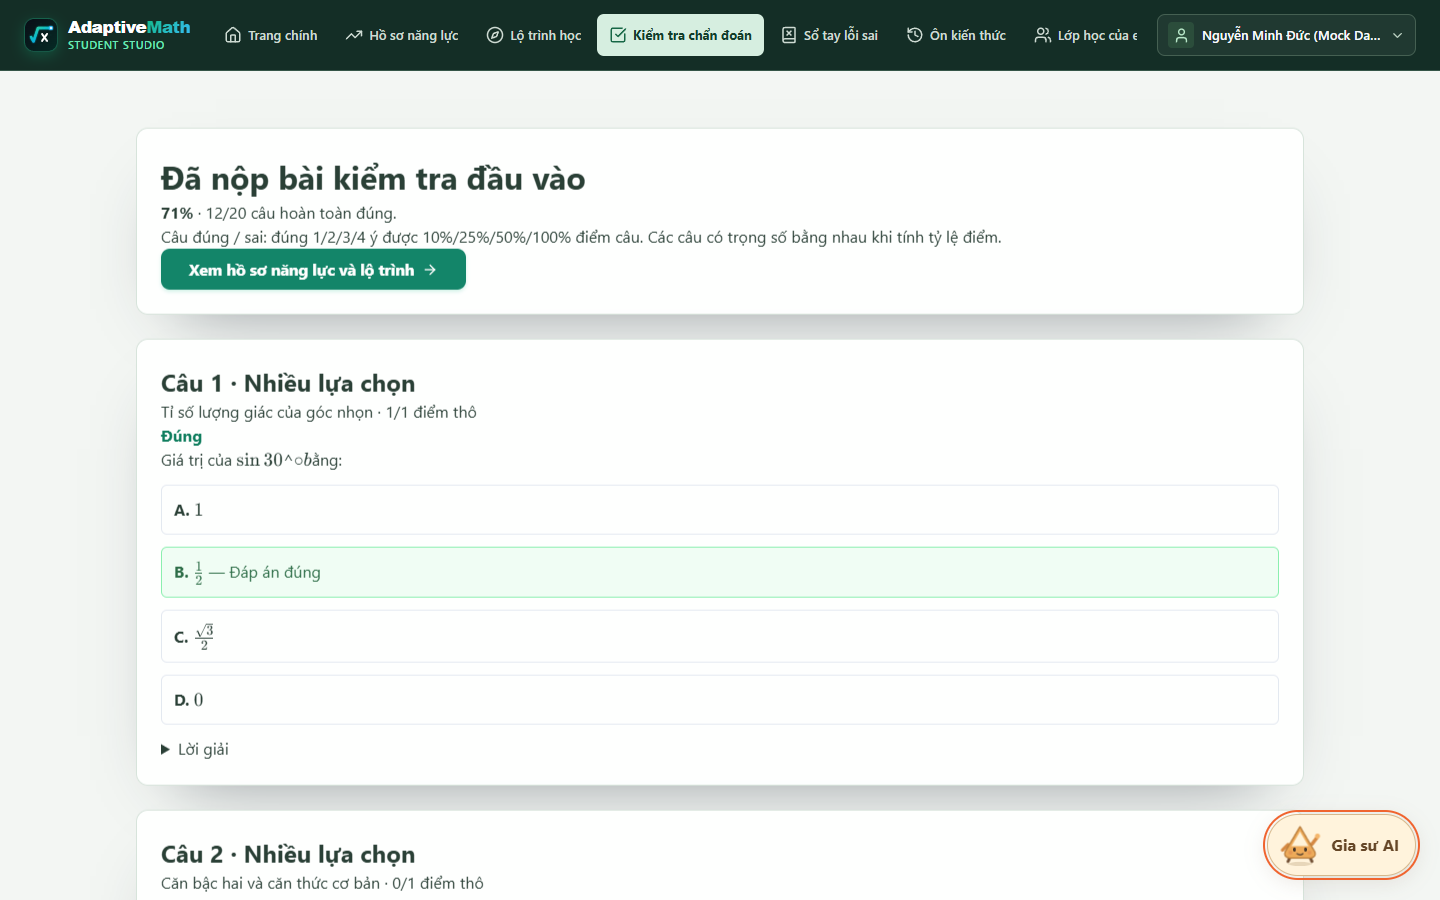 AdaptiveMath
STUDENT STUDIO
Trang chính
Hồ sơ năng lực
Lộ trình học
Kiểm tra chẩn đoán
Sổ tay lỗi sai
Ôn kiến thức
Lớp học của e
Nguyễn Minh Đức (Mock Da...
Đã nộp bài kiểm tra đầu vào
71% · 12/20 câu hoàn toàn đúng.
Câu đúng / sai: đúng 1/2/3/4 ý được 10%/25%/50%/100% điểm câu. Các câu có trọng số bằng nhau khi tính tỷ lệ điểm.
Xem hồ sơ năng lực và lộ trình →
Câu 1 · Nhiều lựa chọn
Tỉ số lượng giác của góc nhọn · 1/1 điểm thô
Đúng
Giá trị của sin 30^○bằng:
A. 1
B. 1/2 — Đáp án đúng
C. √3/2
D. 0
Lời giải
Câu 2 · Nhiều lựa chọn
Căn bậc hai và căn thức cơ bản · 0/1 điểm thô
Gia sư AI